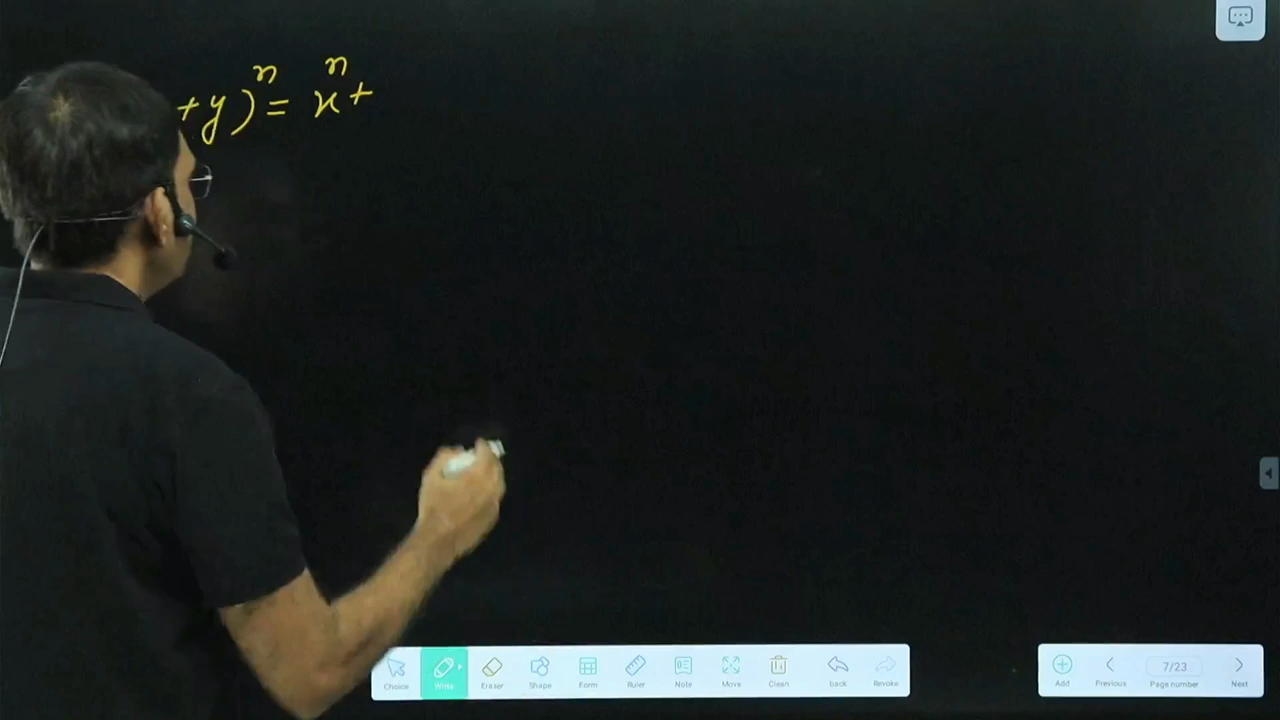 +y)ⁿ = xⁿ+
Choice Write Eraser Shape Form Ruler Note Move Clean back Revoke
Add Previous 7/23 Page number Next